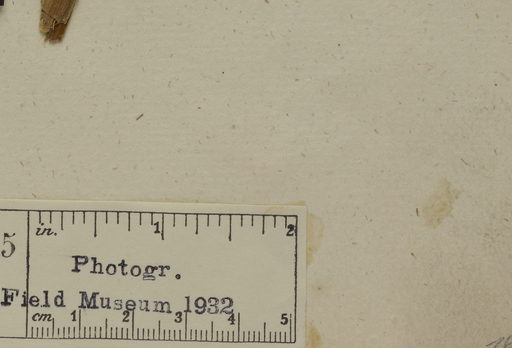 in. 1 2
5
Photogr.
Field Museum 1932
cm 1 2 3 4 5